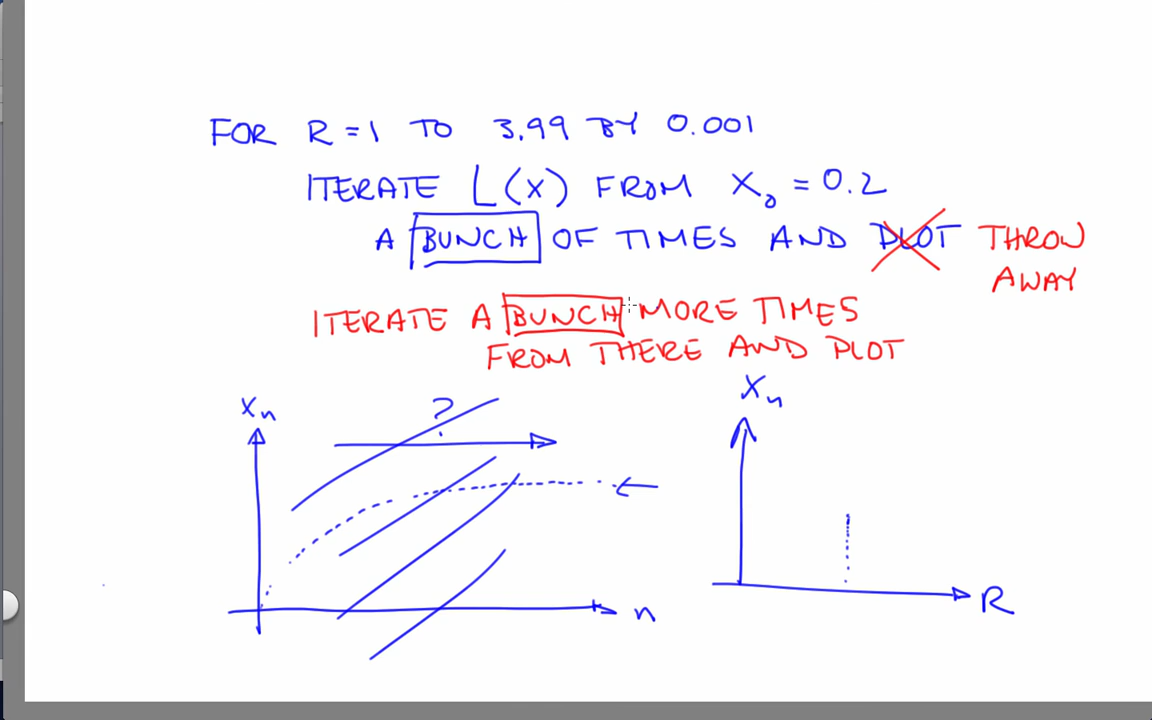 FOR R = 1 TO 3.99 BY 0.001
ITERATE L(X) FROM X₀ = 0.2
A BUNCH OF TIMES AND PLOT THROW
AWAY
ITERATE A BUNCH MORE TIMES
FROM THERE AND PLOT
Xn
?
n
Xn
R